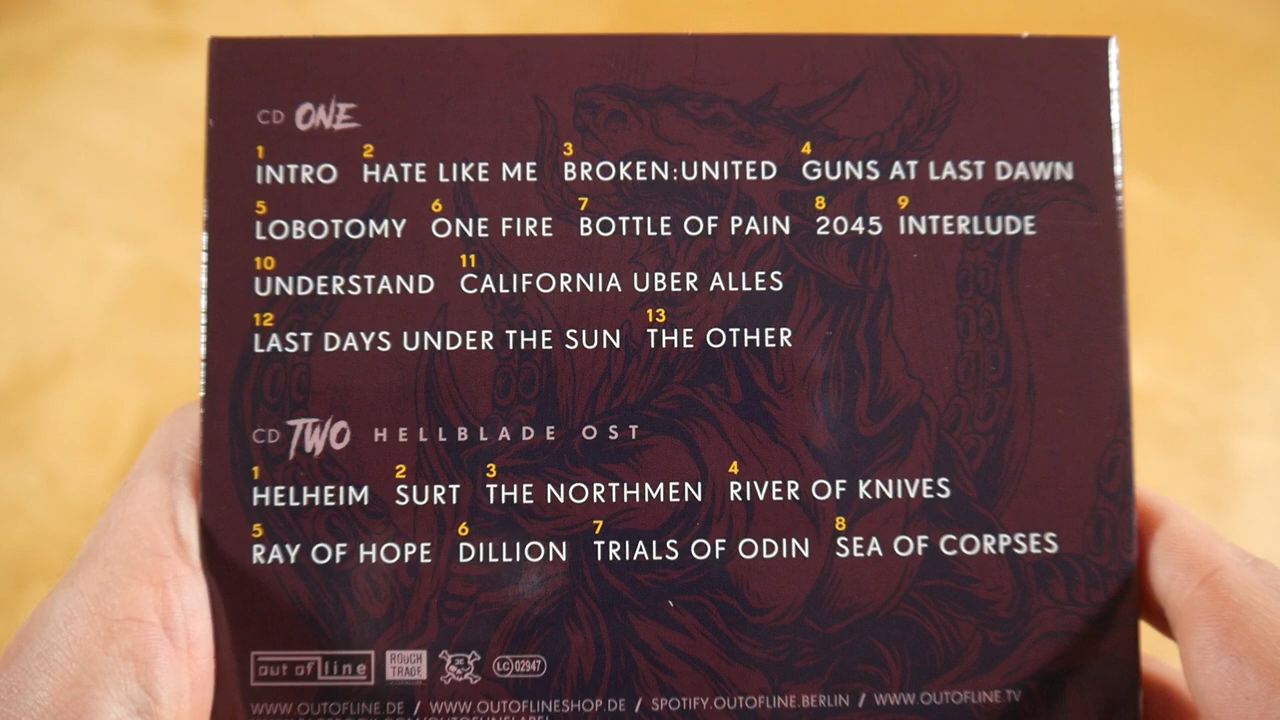 CD ONE
1 INTRO 2 HATE LIKE ME 3 BROKEN:UNITED 4 GUNS AT LAST DAWN
5 LOBOTOMY 6 ONE FIRE 7 BOTTLE OF PAIN 8 2045 9 INTERLUDE
10 UNDERSTAND 11 CALIFORNIA UBER ALLES
12 LAST DAYS UNDER THE SUN 13 THE OTHER
CD TWO HELLBLADE OST
1 HELHEIM 2 SURT 3 THE NORTHMEN 4 RIVER OF KNIVES
5 RAY OF HOPE 6 DILLION 7 TRIALS OF ODIN 8 SEA OF CORPSES
out of line ROUGH TRADE LC 02947
WWW.OUTOFLINE.DE / WWW.OUTOFLINESHOP.DE / SPOTIFY.OUTOFLINE.BERLIN / WWW.OUTOFLINE.TV